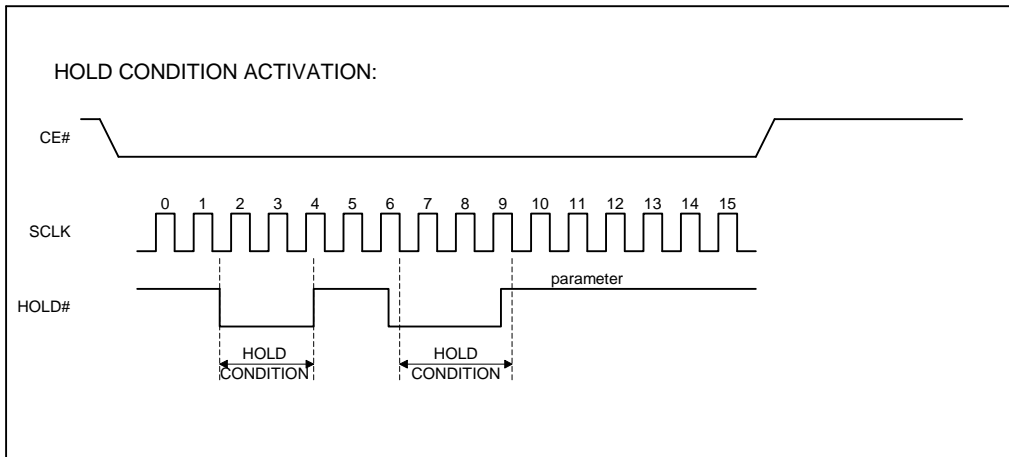 HOLD CONDITION ACTIVATION:
CE#
0 1 2 3 4 5 6 7 8 9 10 11 12 13 14 15
SCLK
parameter
HOLD#
HOLD HOLD
CONDITION CONDITION